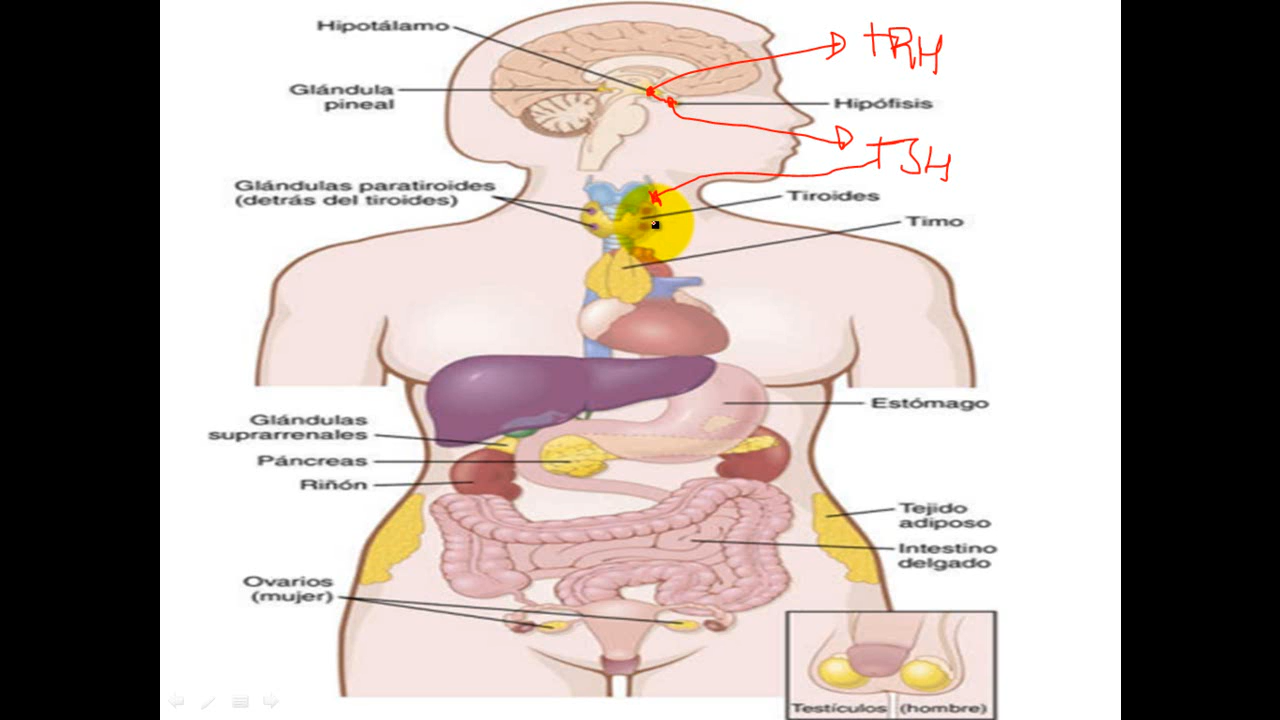 Hipotálamo
TRH
Glándula
pineal
Hipófisis
TSH
Glándulas paratiroides
(detrás del tiroides)
Tiroides
Timo
Estómago
Glándulas
suprarrenales
Páncreas
Riñón
Tejido
adiposo
Intestino
delgado
Ovarios
(mujer)
Testículos (hombre)